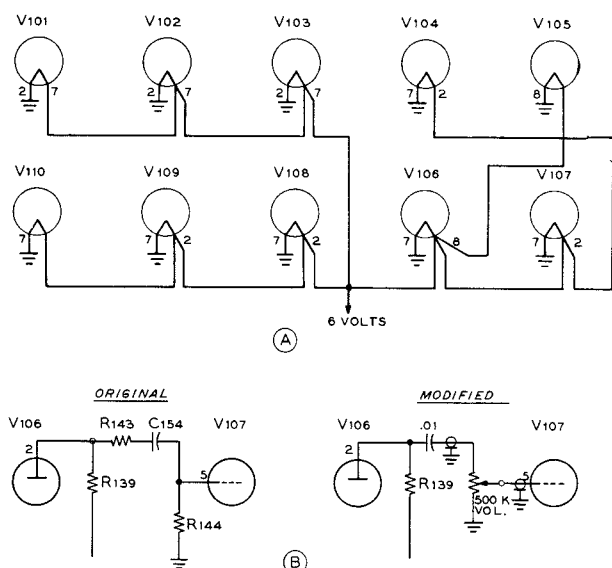 V101 V102 V103 V104 V105
2 7 2 7 2 7 7 2 8
V110 V109 V108 V106 V107
7 2 7 2 7 2 7 8 7 2
6 VOLTS
A
ORIGINAL MODIFIED
V106 R143 C154 V107 V106 .01 V107
2 5 2 5
R139 R139 500 K
VOL.
R144
B